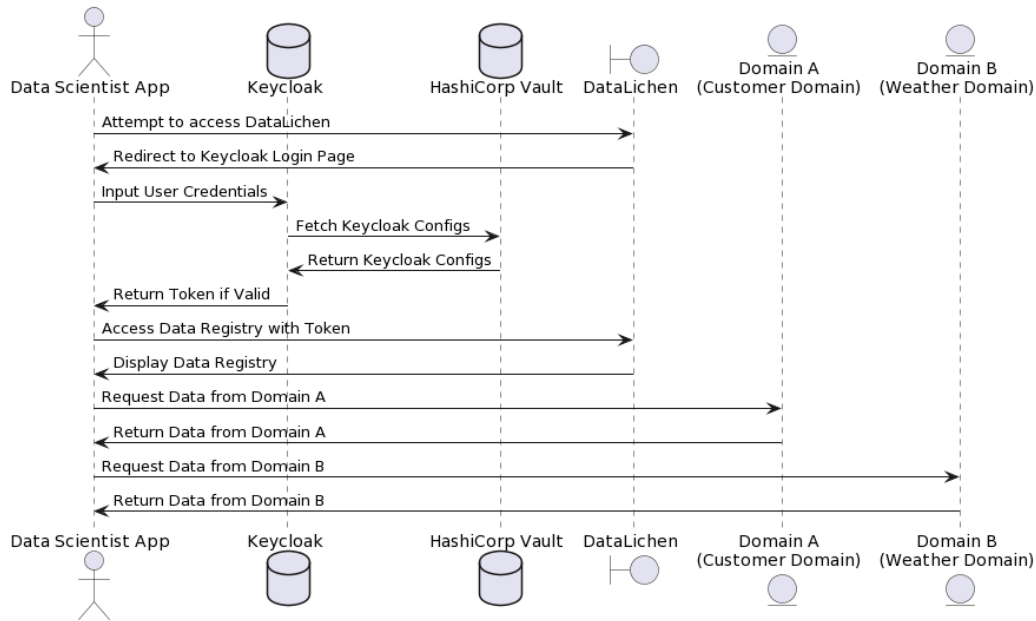 Data Scientist App
Keycloak
HashiCorp Vault
DataLichen
Domain A
(Customer Domain)
Domain B
(Weather Domain)
Attempt to access DataLichen
Redirect to Keycloak Login Page
Input User Credentials
Fetch Keycloak Configs
Return Keycloak Configs
Return Token if Valid
Access Data Registry with Token
Display Data Registry
Request Data from Domain A
Return Data from Domain A
Request Data from Domain B
Return Data from Domain B
Data Scientist App
Keycloak
HashiCorp Vault
DataLichen
Domain A
(Customer Domain)
Domain B
(Weather Domain)